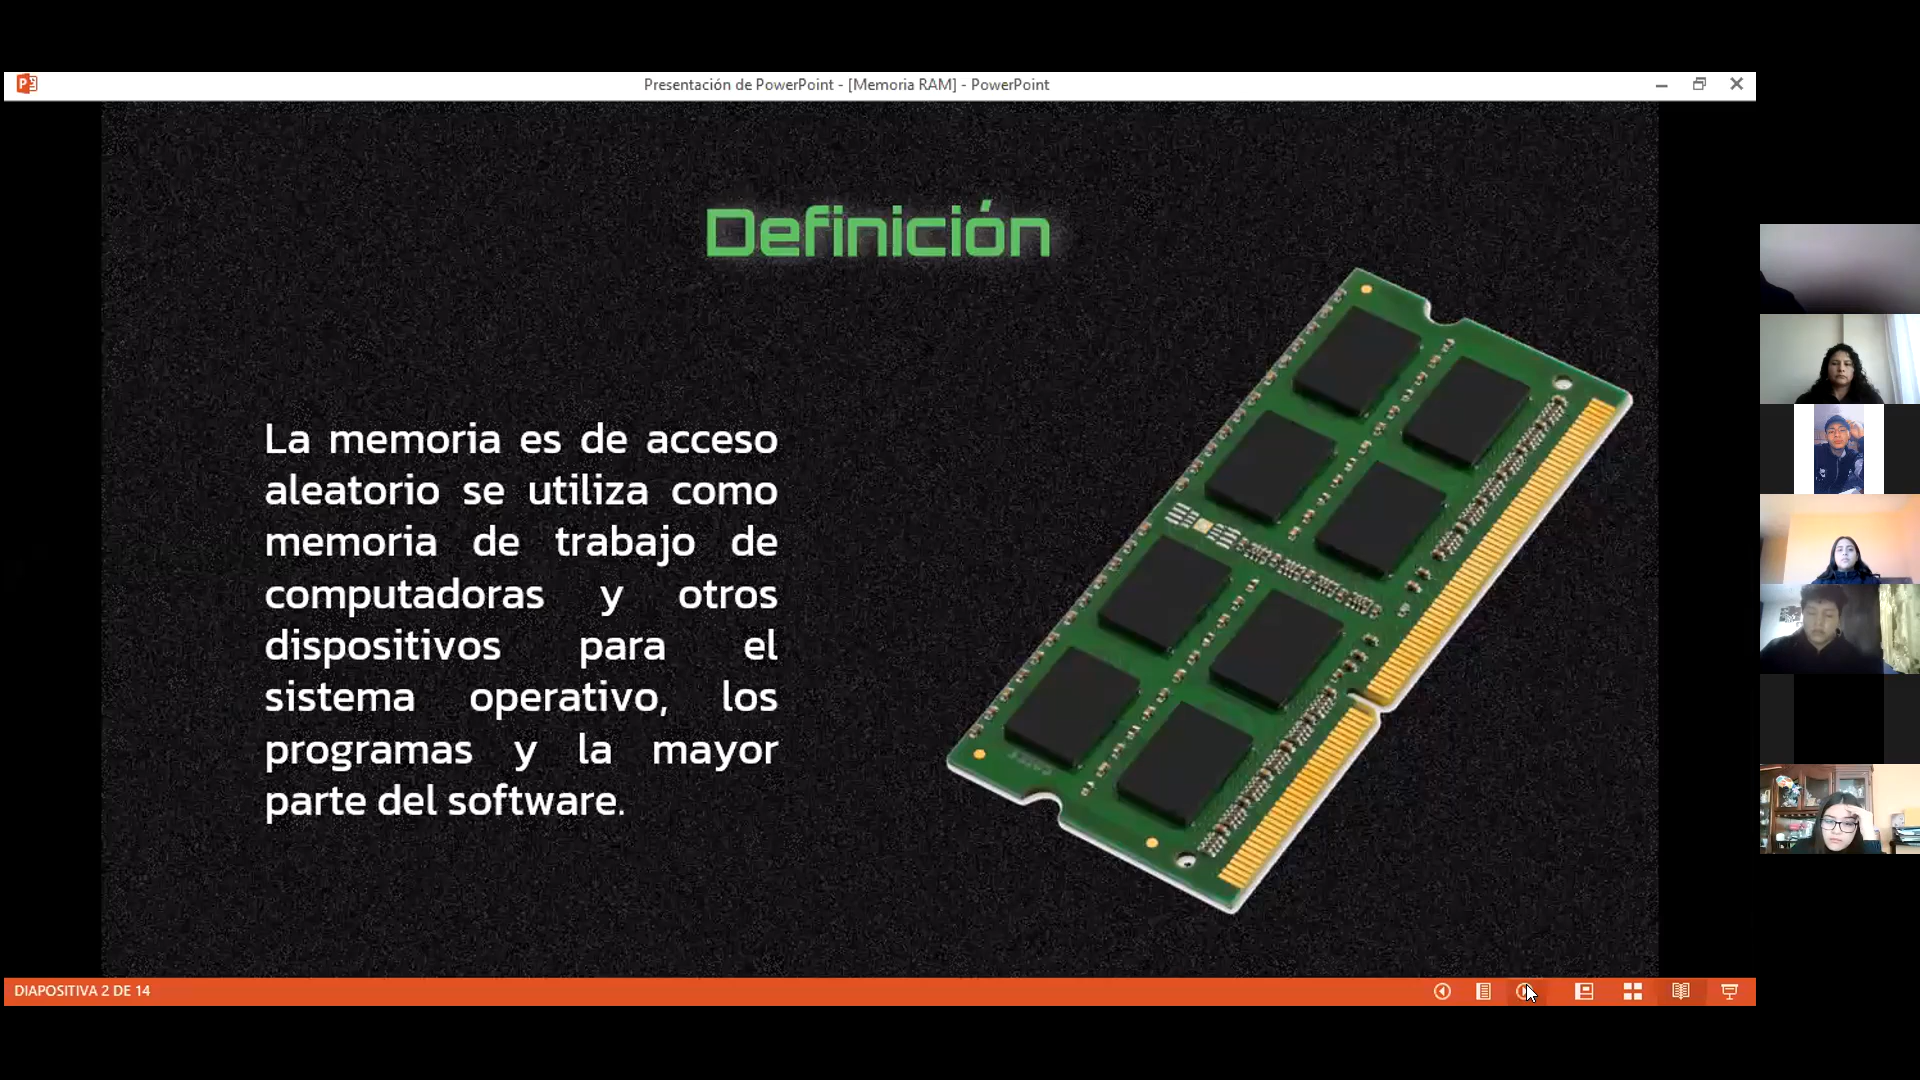 Presentación de PowerPoint - [Memoria RAM] - PowerPoint
Definición
La memoria es de acceso
aleatorio se utiliza como
memoria de trabajo de
computadoras y otros
dispositivos para el
sistema operativo, los
programas y la mayor
parte del software.
DIAPOSITIVA 2 DE 14